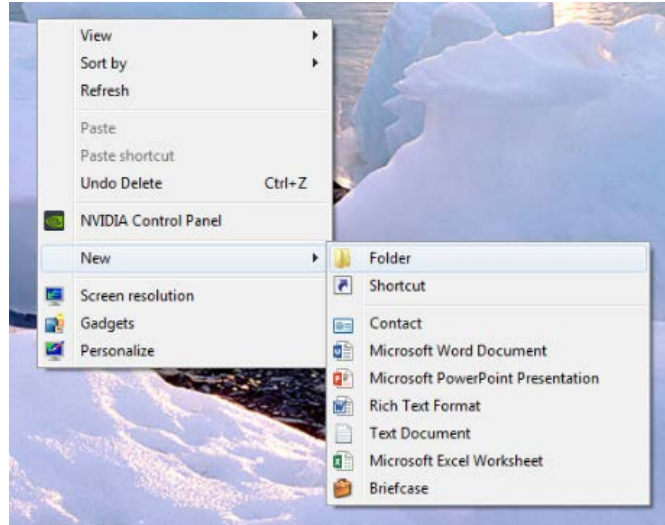 View
Sort by
Refresh
Paste
Paste shortcut
Undo Delete Ctrl+Z
NVIDIA Control Panel
New
Screen resolution
Gadgets
Personalize
Folder
Shortcut
Contact
Microsoft Word Document
Microsoft PowerPoint Presentation
Rich Text Format
Text Document
Microsoft Excel Worksheet
Briefcase